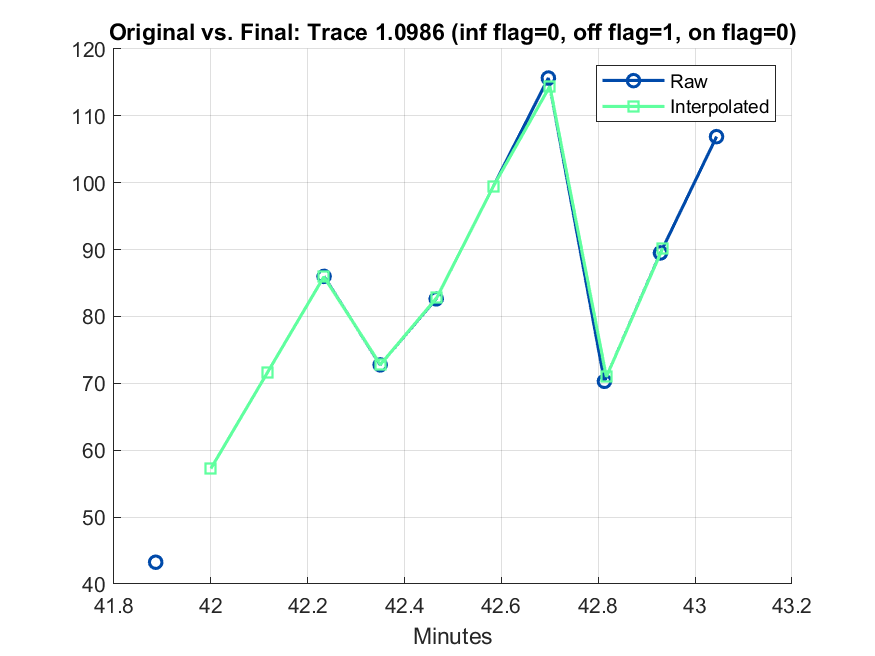 Original vs. Final: Trace 1.0986 (inf flag=0, off flag=1, on flag=0)
120
110
100
90
80
70
60
50
40
Raw
Interpolated
41.8 42 42.2 42.4 42.6 42.8 43 43.2
Minutes